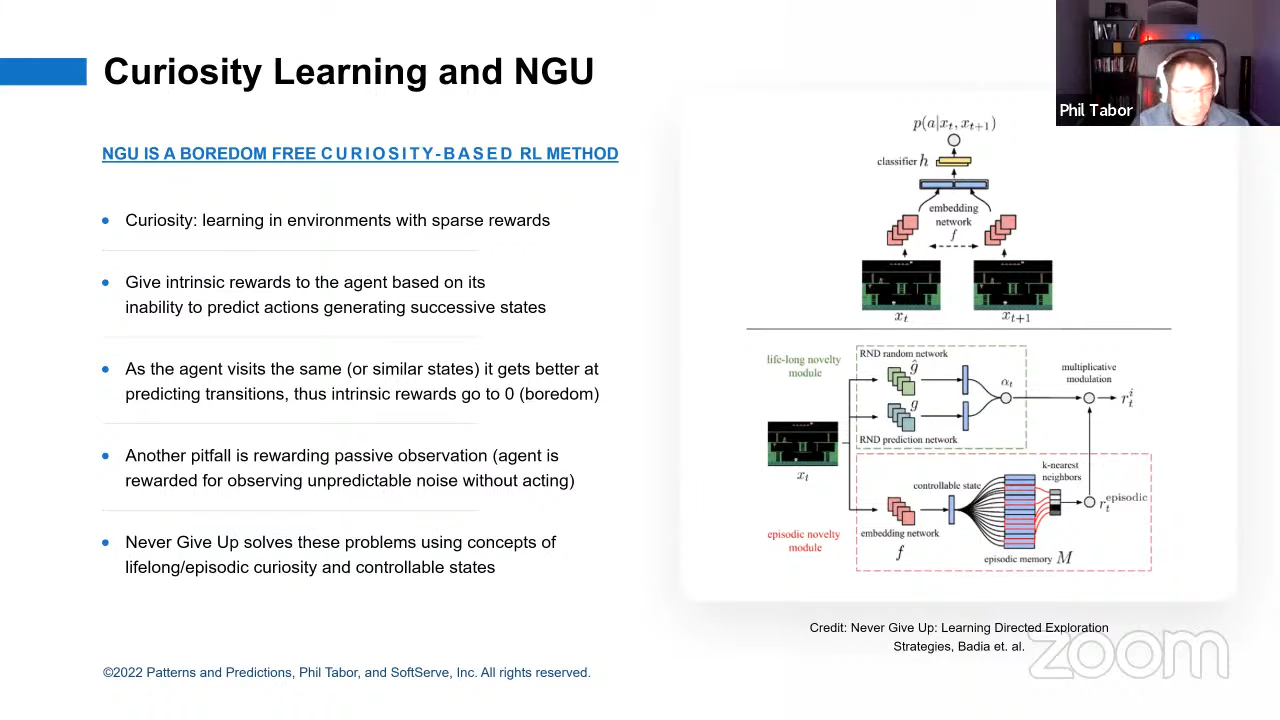 Curiosity Learning and NGU
Phil Tabor
NGU IS A BOREDOM FREE CURIOSITY-BASED RL METHOD
Curiosity: learning in environments with sparse rewards
Give intrinsic rewards to the agent based on its
inability to predict actions generating successive states
As the agent visits the same (or similar states) it gets better at
predicting transitions, thus intrinsic rewards go to 0 (boredom)
Another pitfall is rewarding passive observation (agent is
rewarded for observing unpredictable noise without acting)
Never Give Up solves these problems using concepts of
lifelong/episodic curiosity and controllable states
p(a|x_t, x_{t+1})
classifier h
embedding
network
f
x_t
x_{t+1}
life-long novelty
module
RND random network
ĝ
α_t
multiplicative
modulation
r_t^i
g
RND prediction network
x_t
k-nearest
neighbors
controllable state
r_t^{episodic}
episodic novelty
module
embedding network
f
episodic memory M
Credit: Never Give Up: Learning Directed Exploration
Strategies, Badia et. al.
zoom
©2022 Patterns and Predictions, Phil Tabor, and SoftServe, Inc. All rights reserved.